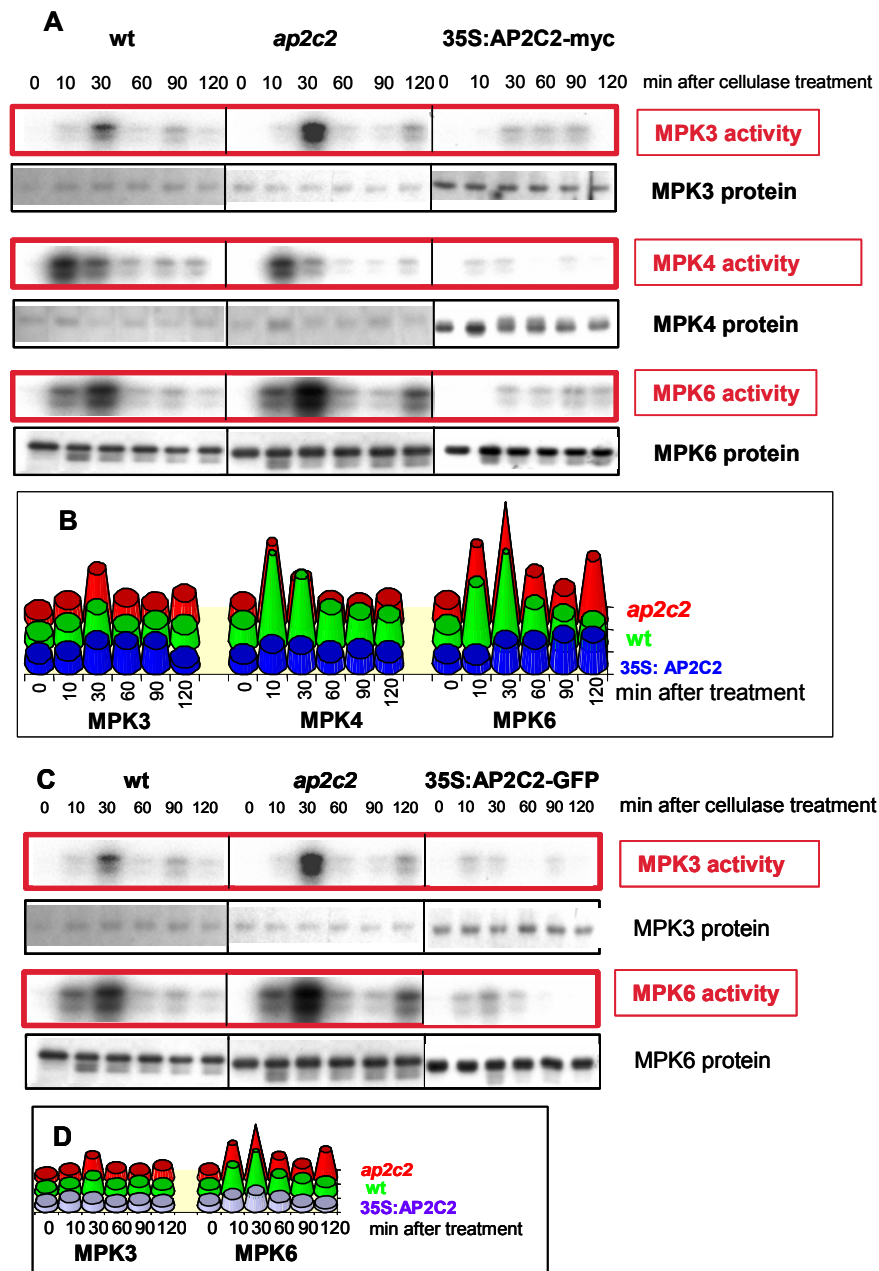 A
wt ap2c2 35S:AP2C2-myc
0 10 30 60 90 120 0 10 30 60 90 120 0 10 30 60 90 120 min after cellulase treatment
MPK3 activity
MPK3 protein
MPK4 activity
MPK4 protein
MPK6 activity
MPK6 protein
B
ap2c2
wt
35S: AP2C2
0 10 30 60 90 120 0 10 30 60 90 120 0 10 30 60 90 120 min after treatment
MPK3 MPK4 MPK6
C
wt ap2c2 35S:AP2C2-GFP
0 10 30 60 90 120 0 10 30 60 90 120 0 10 30 60 90 120 min after cellulase treatment
MPK3 activity
MPK3 protein
MPK6 activity
MPK6 protein
D
ap2c2
wt
35S:AP2C2
0 10 30 60 90 120 0 10 30 60 90 120 min after treatment
MPK3 MPK6